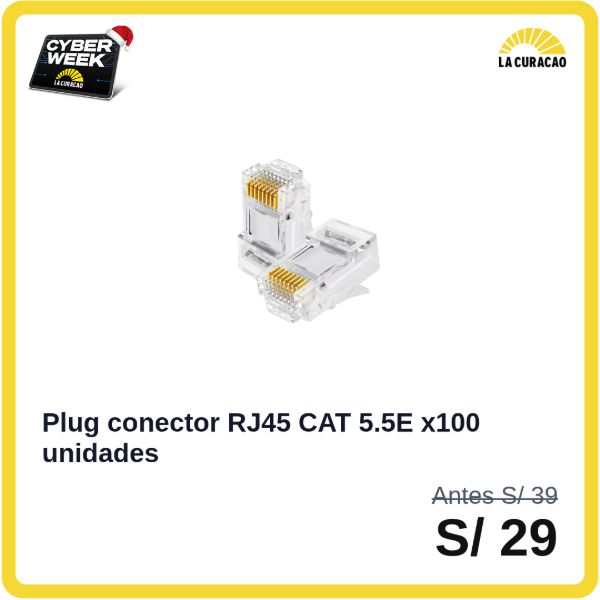 CYBER
WEEK
LA CURACAO
LA CURACAO
Plug conector RJ45 CAT 5.5E x100
unidades
Antes S/ 39
S/ 29